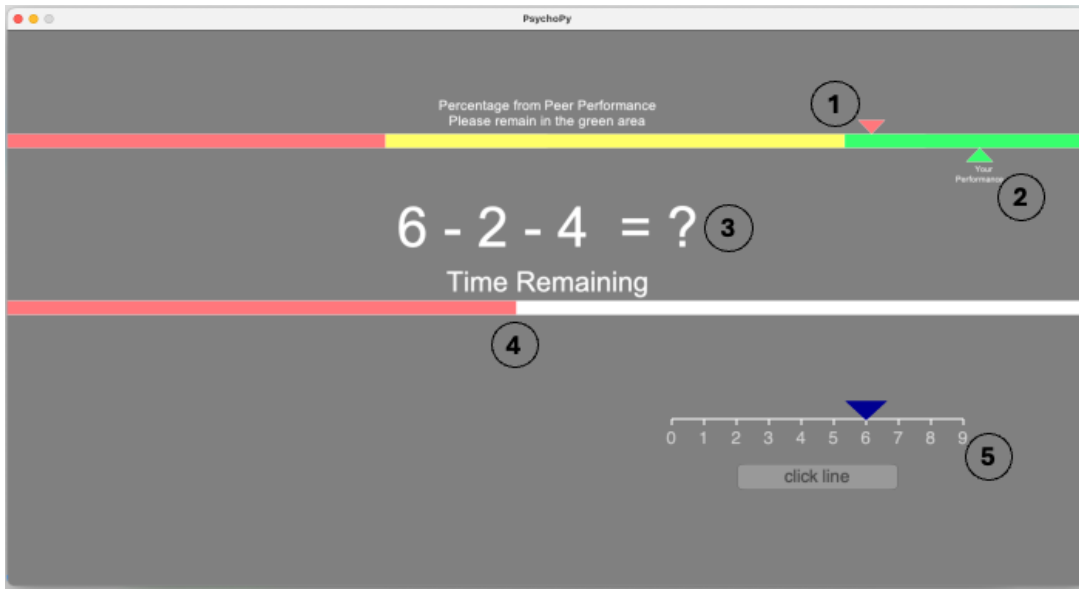 PsychoPy
Percentage from Peer Performance
Please remain in the green area
1
Your
Performance
2
6 - 2 - 4 = ?
3
Time Remaining
4
0 1 2 3 4 5 6 7 8 9
5
click line